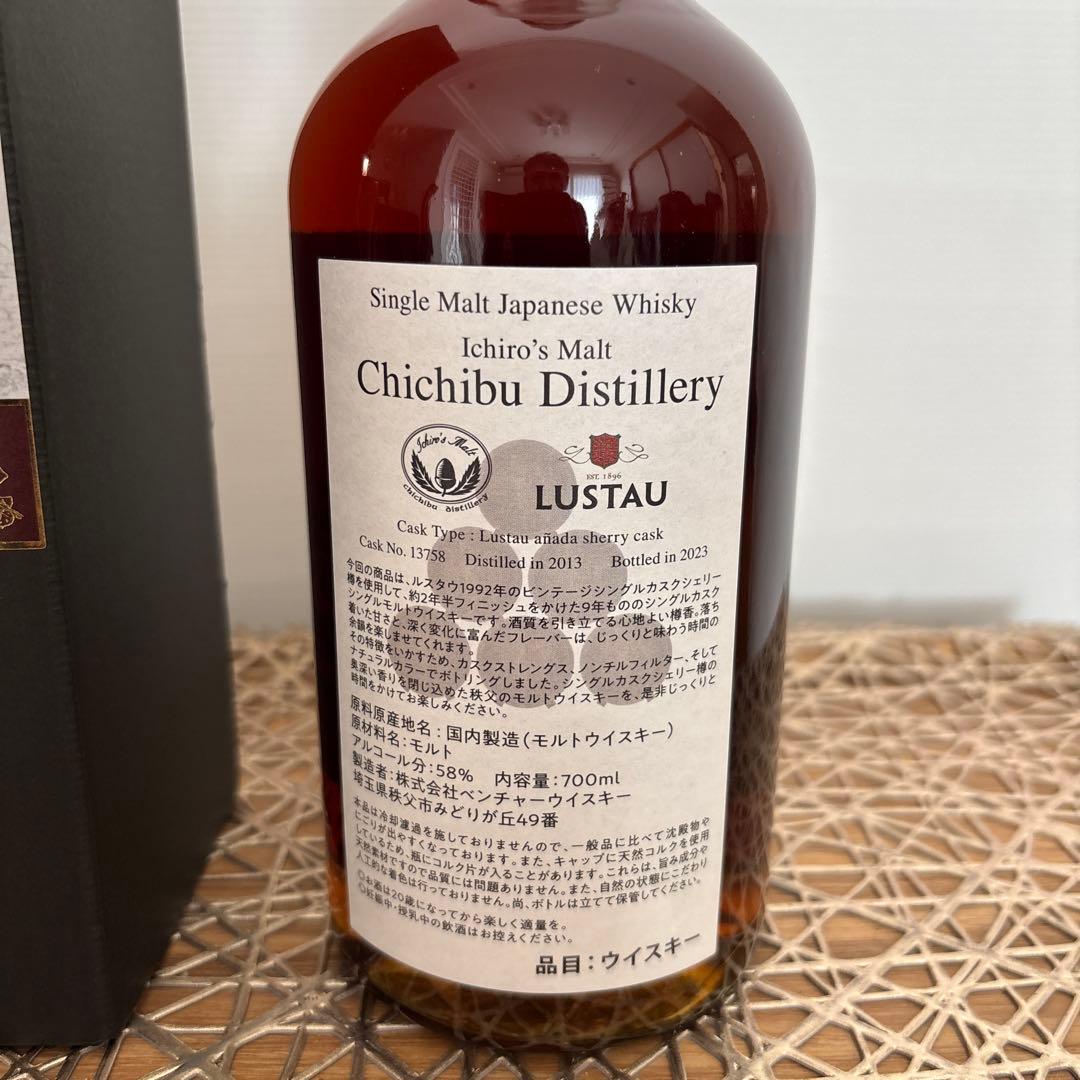 Single Malt Japanese Whisky
Ichiro's Malt
Chichibu Distillery
Ichiro's Malt
chichibu distillery
EST. 1896
LUSTAU
Cask Type : Lustau añada sherry cask
Cask No. 13758 Distilled in 2013 Bottled in 2023
今回の商品は、ルスタウ1992年のビンテージシングルカスクシェリー
樽を使用して、約2年半フィニッシュをかけた9年もののシングルカスク
シングルモルトウイスキーです。酒質を引き立てる心地よい樽香。落ち
着いた甘さと、深く変化に富んだフレーバーは、じっくりと味わう時間の
余韻を楽しませてくれます。
その特徴をいかすため、カスクストレングス、ノンチルフィルター、そして
ナチュラルカラーでボトリングしました。シングルカスクシェリー樽の
奥深い香りを閉じ込めた秩父のモルトウイスキーを、是非じっくりと
時間をかけてお楽しみください。
原料原産地名：国内製造（モルトウイスキー）
原材料名：モルト
アルコール分：58% 内容量：700ml
製造者：株式会社ベンチャーウイスキー
埼玉県秩父市みどりが丘49番
本品は冷却濾過を施しておりませんので、一般品に比べて沈殿物や
にごりが出やすくなっております。また、キャップに天然コルクを使用
しているため、瓶にコルク片が入ることがあります。これらは、旨み成分や
天然素材ですので品質には問題ありません。また、自然の状態にこだわり
人工的な着色は行っておりません。尚、ボトルは立てて保管してください。
◎お酒は20歳になってから楽しく適量を。
◎妊娠中・授乳中の飲酒はお控えください。
品目：ウイスキー